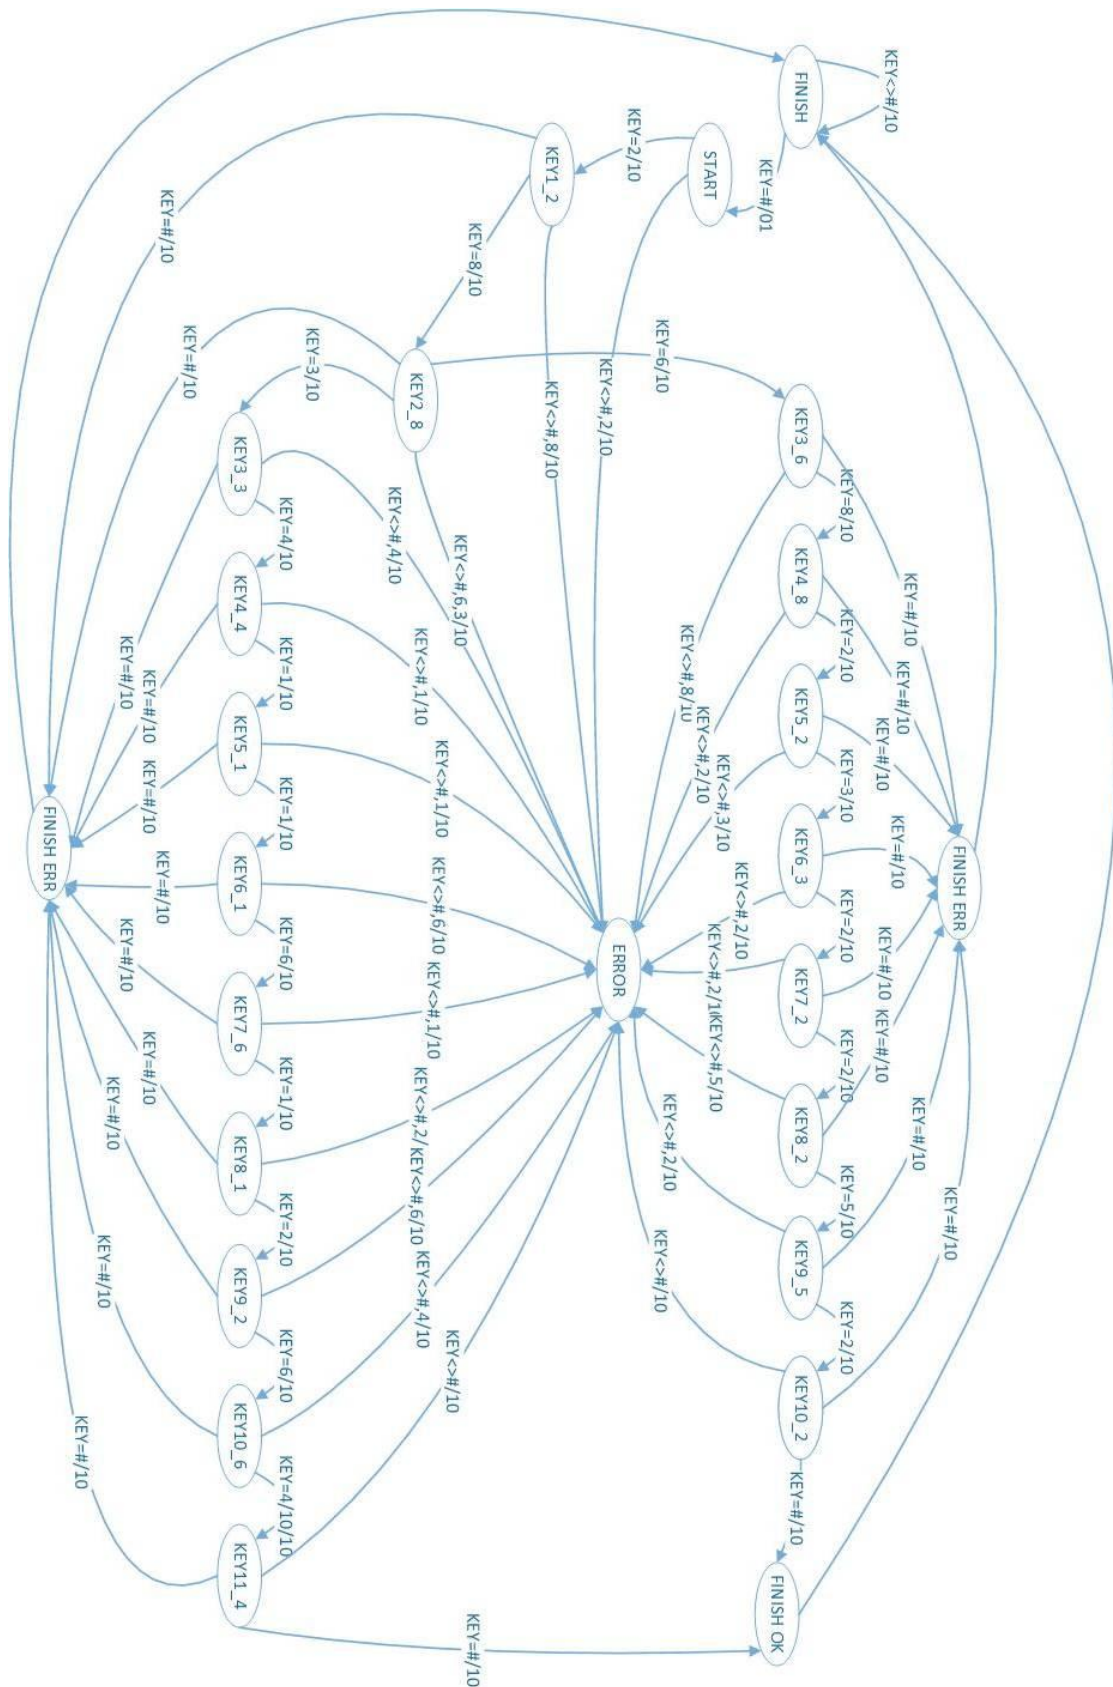 KEY<>#/10
FINISH
KEY=#/01
START
KEY=2/10
KEY1_2
KEY=#/10
KEY=8/10
KEY<>#,2/10
KEY<>#,8/10
KEY=6/10
KEY2_8
KEY=3/10
KEY=#/10
KEY3_6
KEY=8/10
KEY=#/10
KEY<>#,8/10
KEY4_8
KEY=2/10
KEY=#/10
KEY<>#,2/10
KEY5_2
KEY=3/10
KEY=#/10
KEY<>#,3/10
KEY6_3
KEY=2/10
KEY=#/10
KEY<>#,2/10
KEY7_2
KEY=2/10
KEY=#/10
KEY<>#,2/1
KEY8_2
KEY=5/10
KEY=#/10
KEY<>#,5/10
KEY9_5
KEY=2/10
KEY=#/10
KEY<>#,2/10
KEY10_2
KEY=#/10
KEY<>#/10
KEY=#/10
FINISH OK
FINISH ERR
ERROR
KEY<>#,6,3/10
KEY3_3
KEY=4/10
KEY<>#,4/10
KEY=#/10
KEY4_4
KEY=1/10
KEY<>#,1/10
KEY=#/10
KEY5_1
KEY=1/10
KEY<>#,1/10
KEY=#/10
KEY6_1
KEY=6/10
KEY<>#,6/10
KEY=#/10
KEY7_6
KEY=1/10
KEY<>#,1/10
KEY=#/10
KEY8_1
KEY=2/10
KEY<>#,2/
KEY=#/10
KEY9_2
KEY=6/10
KEY<>#,6/10
KEY=#/10
KEY10_6
KEY=4/10/10
KEY<>#,4/10
KEY=#/10
KEY11_4
KEY<>#/10
KEY=#/10
KEY=#/10
FINISH ERR